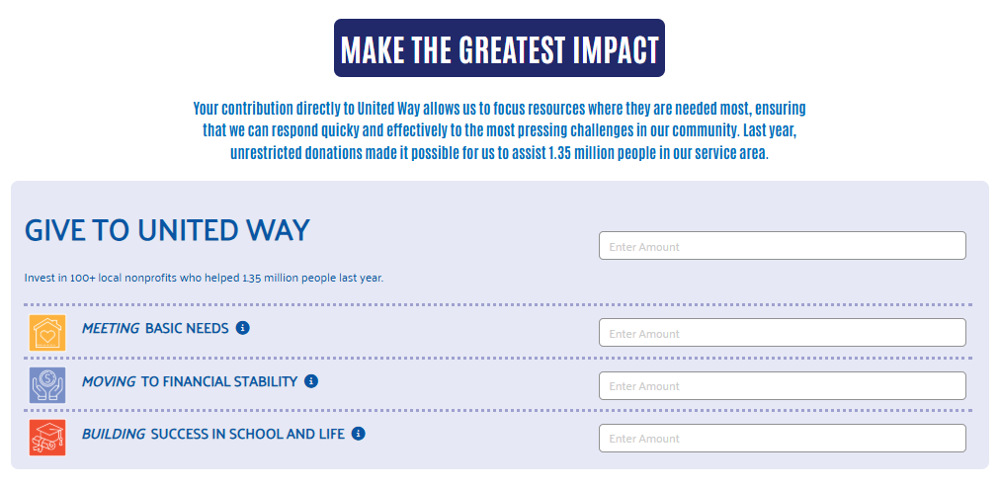 MAKE THE GREATEST IMPACT
Your contribution directly to United Way allows us to focus resources where they are needed most, ensuring
that we can respond quicky and effectively to the most pressing challenges in our community. Last year,
unrestricted donations made it possible for us to assist 1.35 million people in our service area.
GIVE TO UNITED WAY
Enter Amount
Invest in 100+ local nonprofits who helped 1.35 million people last year.
MEETING BASIC NEEDS
Enter Amount
MOVING TO FINANCIAL STABILITY
Enter Amount
BUILDING SUCCESS IN SCHOOL AND LIFE
Enter Amount